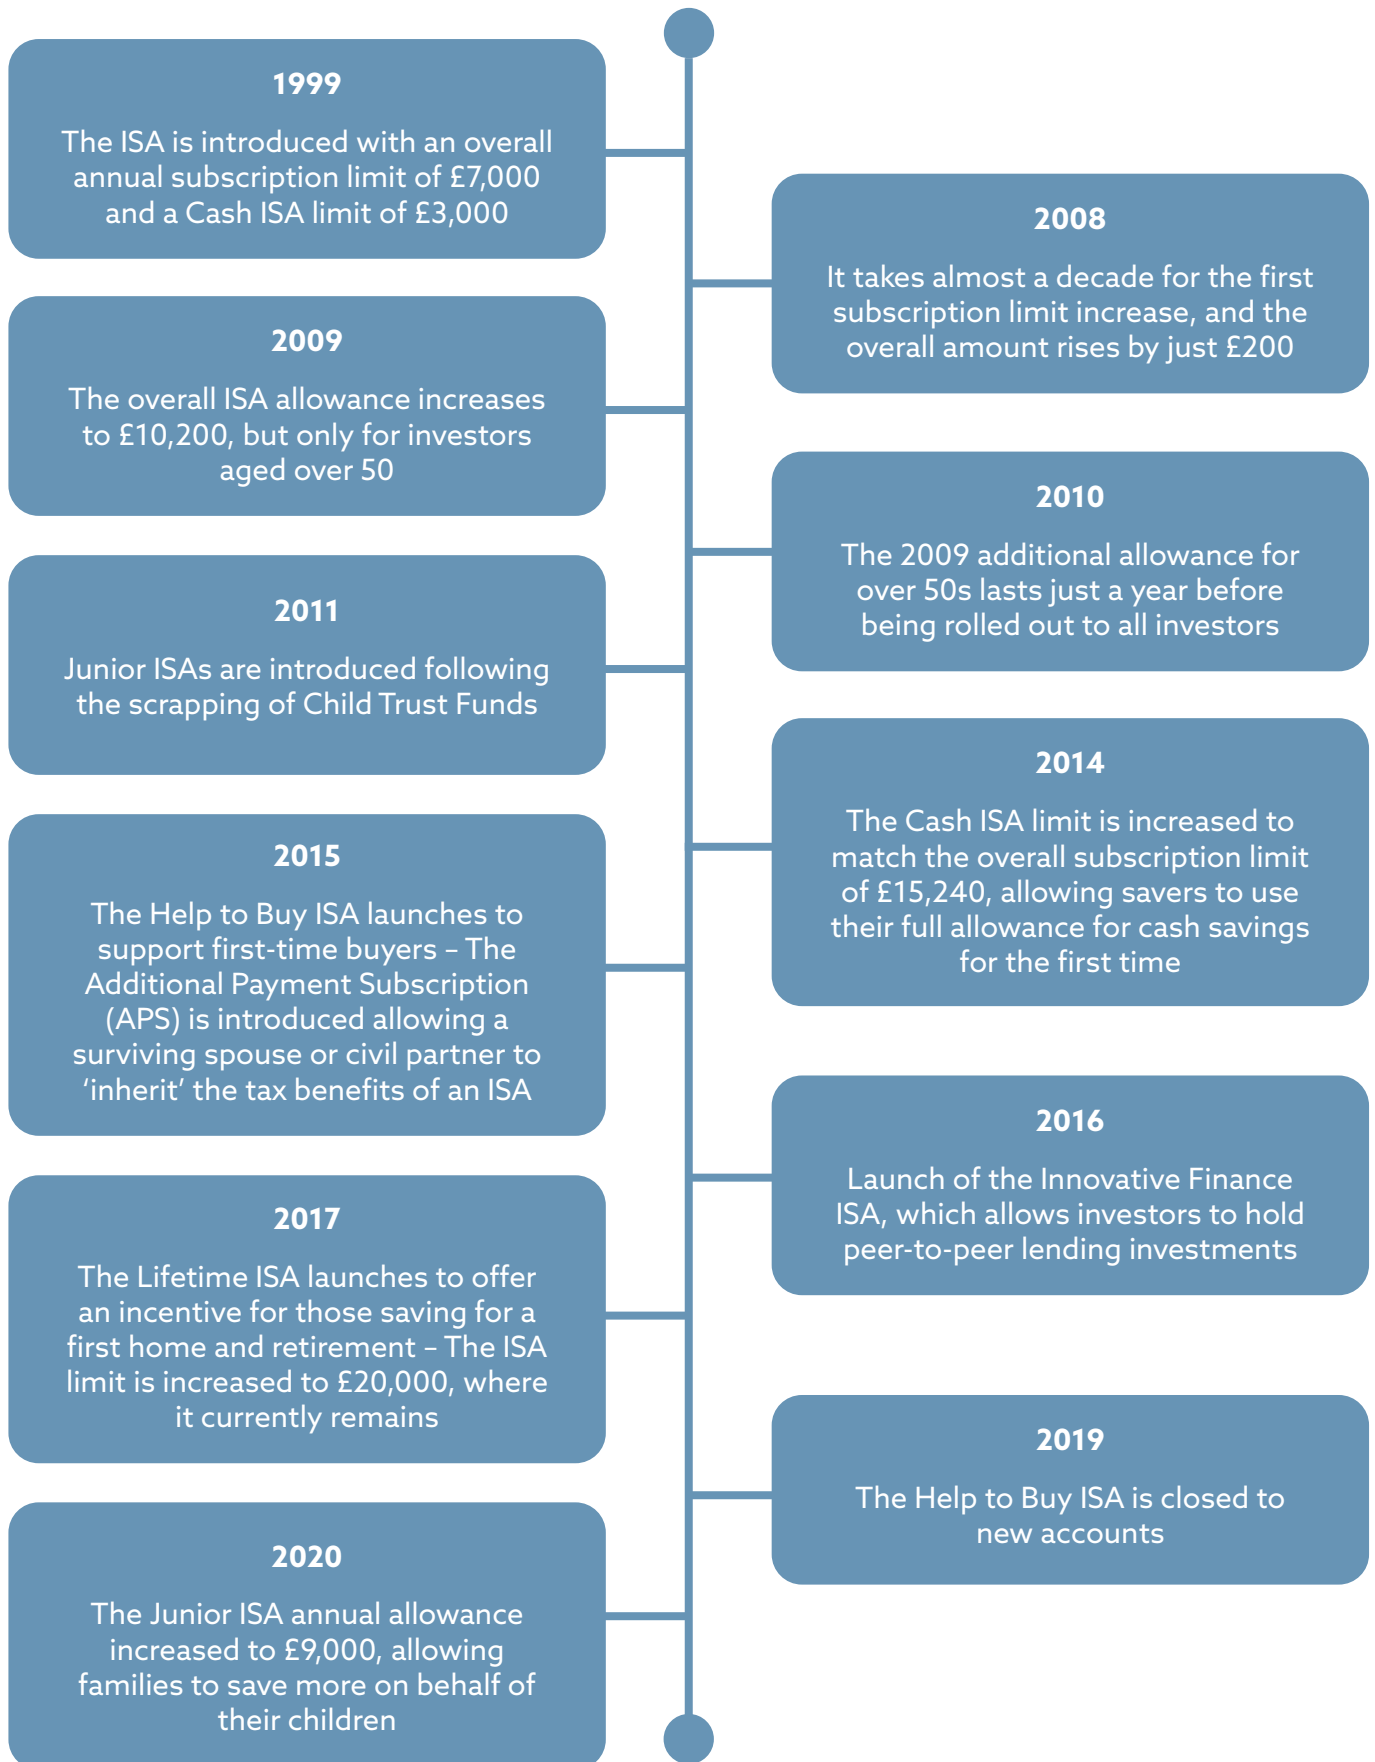 1999
The ISA is introduced with an overall
annual subscription limit of £7,000
and a Cash ISA limit of £3,000
2008
It takes almost a decade for the first
subscription limit increase, and the
overall amount rises by just £200
2009
The overall ISA allowance increases
to £10,200, but only for investors
aged over 50
2010
The 2009 additional allowance for
over 50s lasts just a year before
being rolled out to all investors
2011
Junior ISAs are introduced following
the scrapping of Child Trust Funds
2014
The Cash ISA limit is increased to
match the overall subscription limit
of £15,240, allowing savers to use
their full allowance for cash savings
for the first time
2015
The Help to Buy ISA launches to
support first-time buyers – The
Additional Payment Subscription
(APS) is introduced allowing a
surviving spouse or civil partner to
‘inherit’ the tax benefits of an ISA
2016
Launch of the Innovative Finance
ISA, which allows investors to hold
peer-to-peer lending investments
2017
The Lifetime ISA launches to offer
an incentive for those saving for a
first home and retirement – The ISA
limit is increased to £20,000, where
it currently remains
2019
The Help to Buy ISA is closed to
new accounts
2020
The Junior ISA annual allowance
increased to £9,000, allowing
families to save more on behalf of
their children